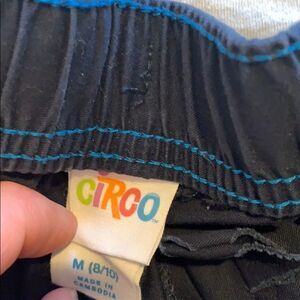 CiRCO
M (8/10)
MADE IN
CAMBODIA